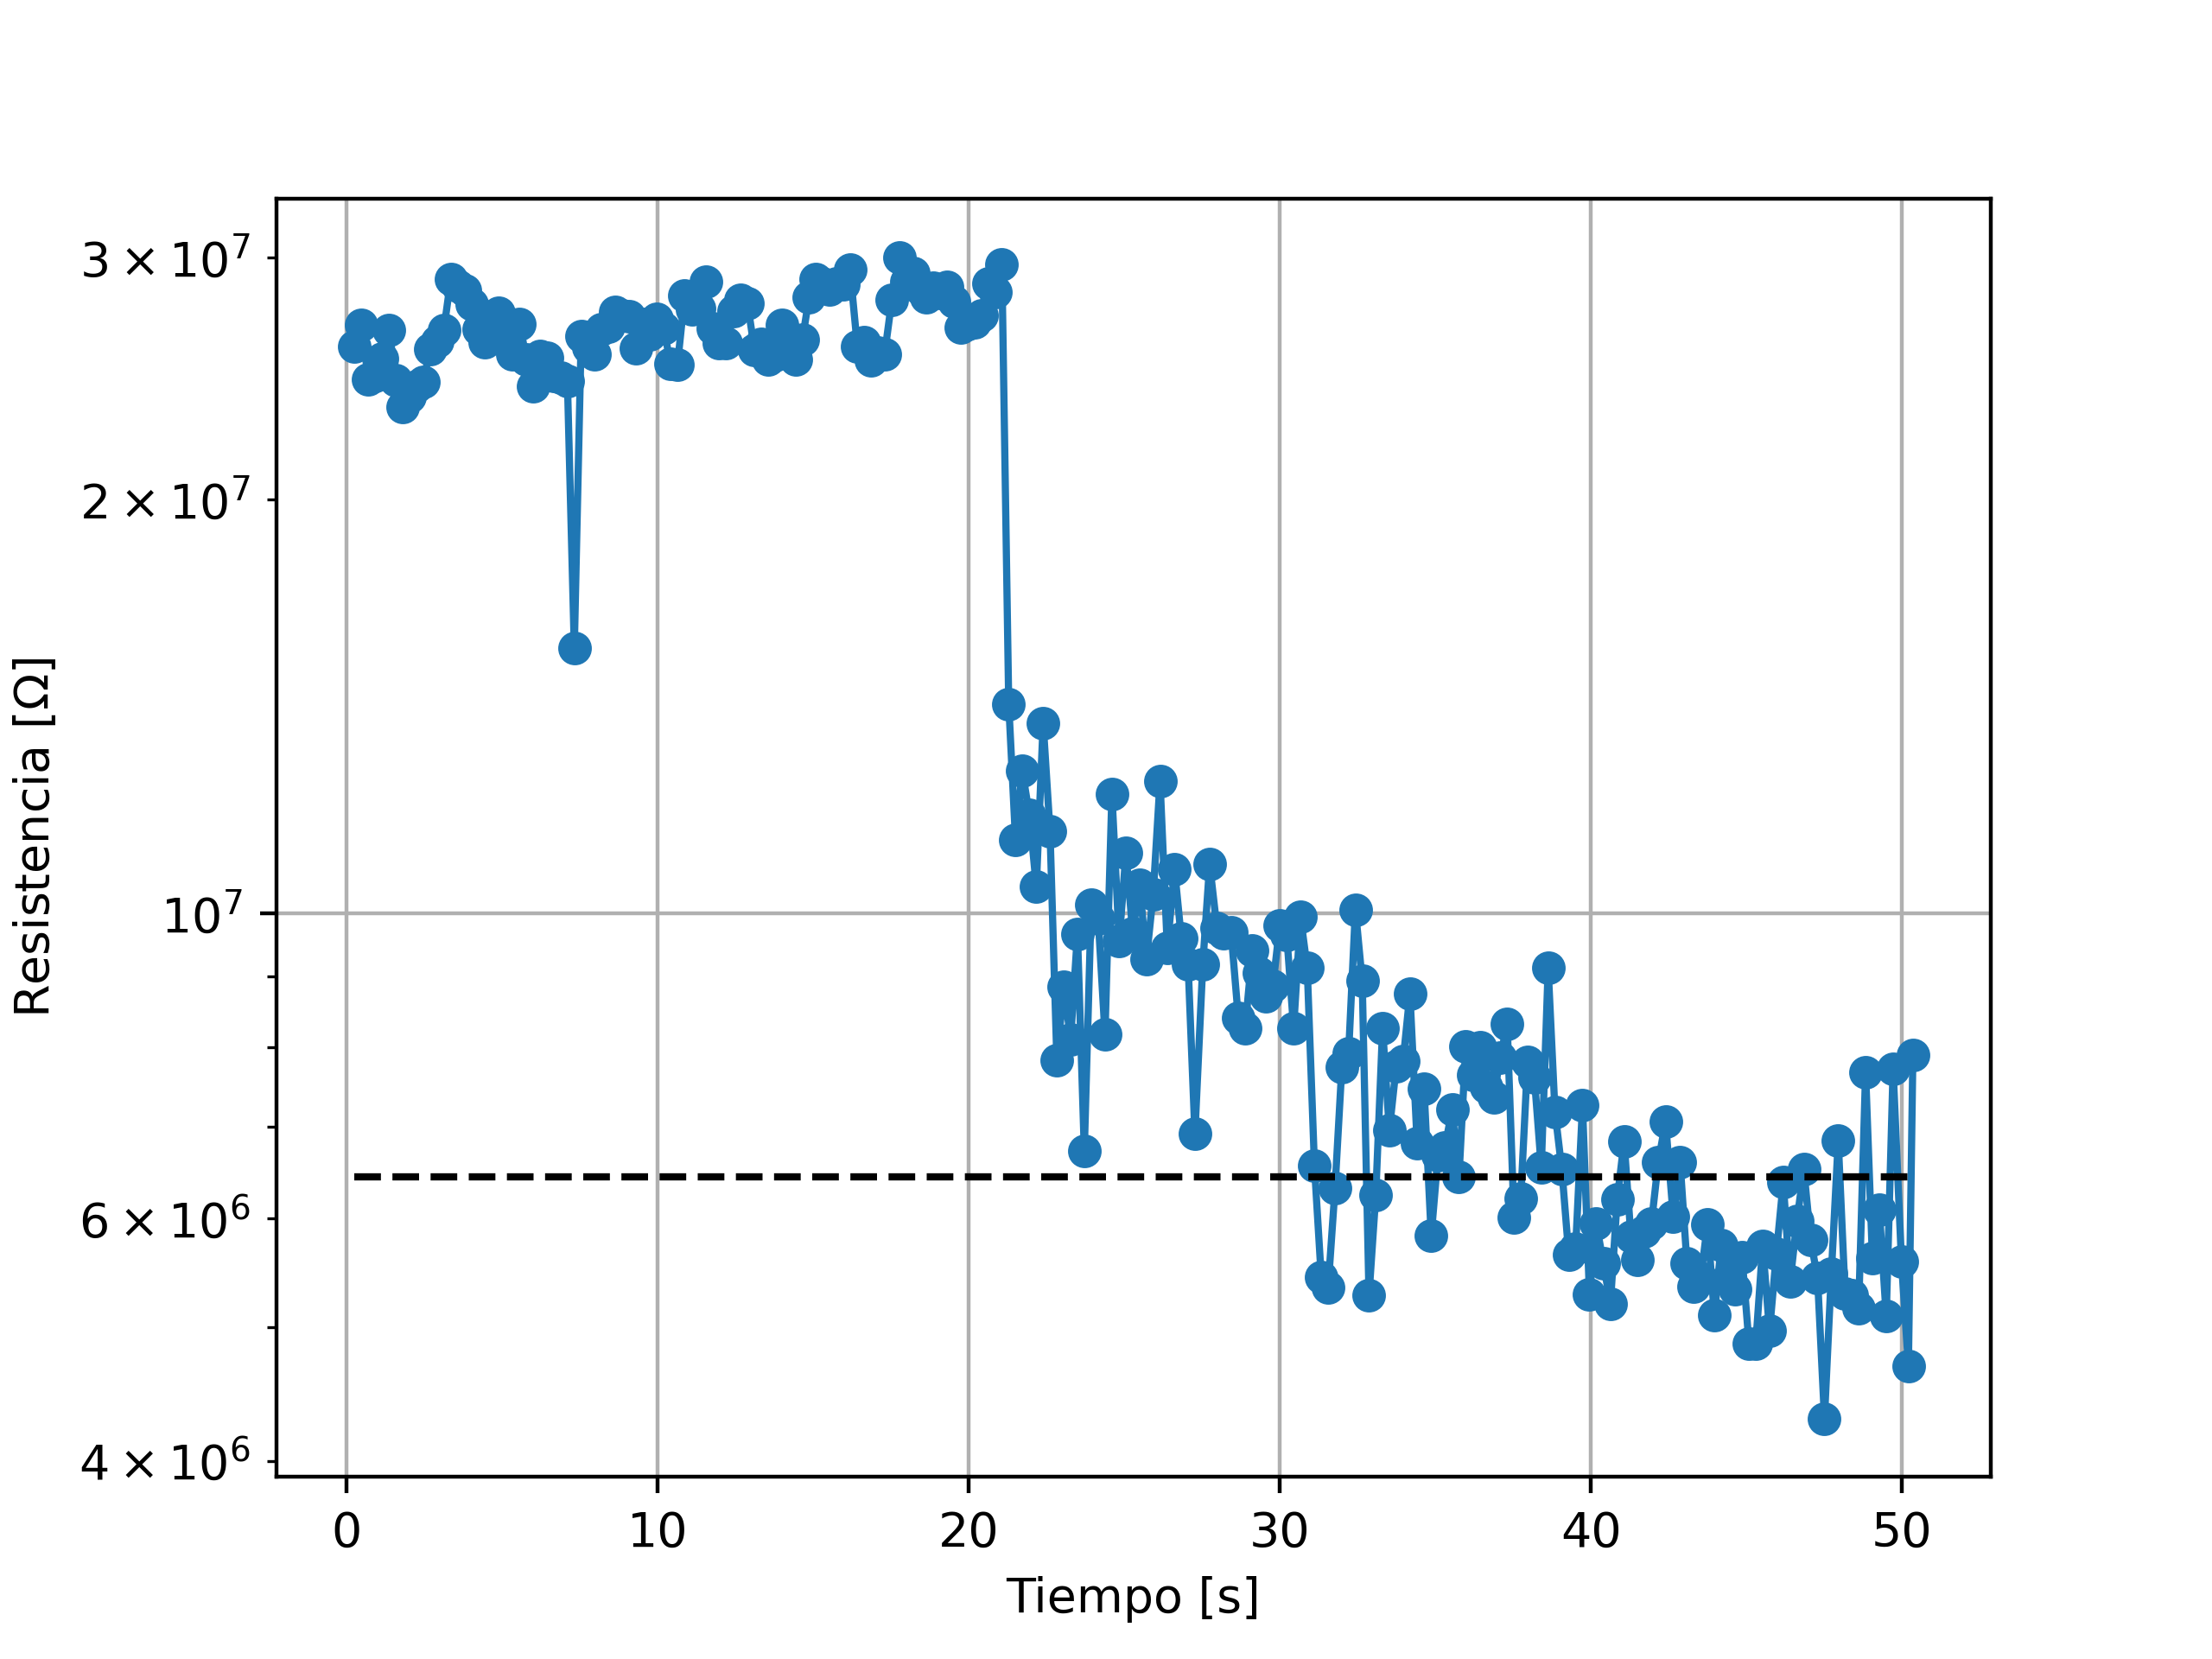 3 × 10⁷
2 × 10⁷
10⁷
6 × 10⁶
4 × 10⁶
Resistencia [Ω]
0 10 20 30 40 50
Tiempo [s]